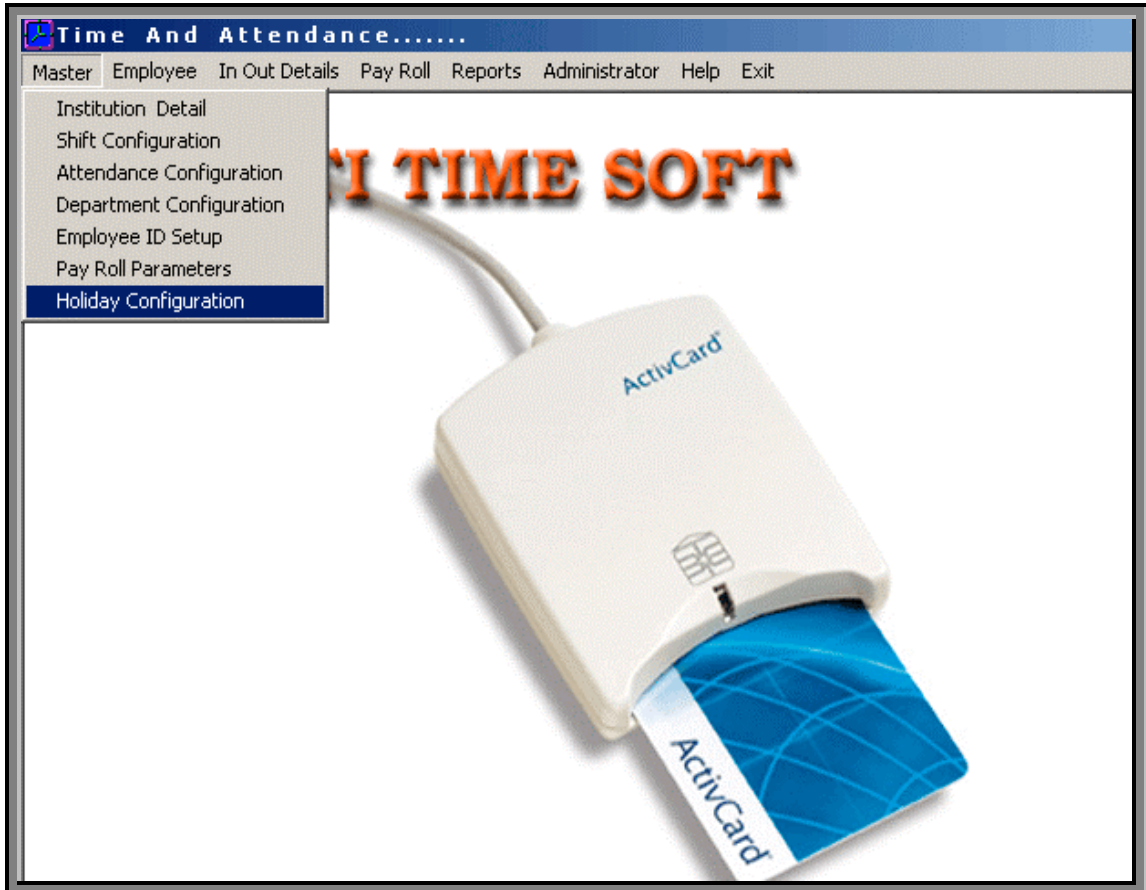 Time And Attendance.......
Master Employee In Out Details Pay Roll Reports Administrator Help Exit
Institution Detail
Shift Configuration
Attendance Configuration
Department Configuration
Employee ID Setup
Pay Roll Parameters
Holiday Configuration
TIME SOFT
ActivCard
ActivCard